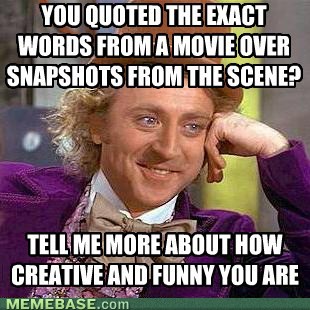 YOU QUOTED THE EXACT
WORDS FROM A MOVIE OVER
SNAPSHOTS FROM THE SCENE?
TELL ME MORE ABOUT HOW
CREATIVE AND FUNNY YOU ARE
MEMEBASE.com